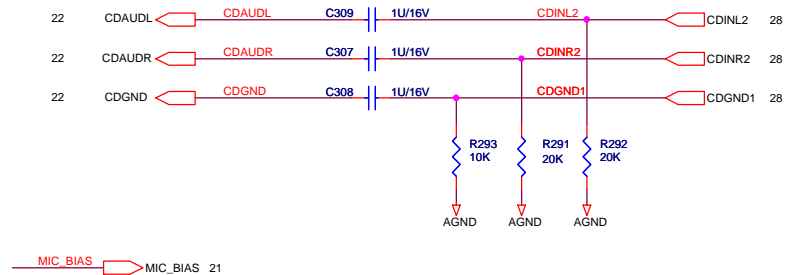 22 CDAUDL CDAUDL C309 1U/16V CDINL2 CDINL2 28
22 CDAUDR CDAUDR C307 1U/16V CDINR2 CDINR2 28
22 CDGND CDGND C308 1U/16V CDGND1 CDGND1 28
R293 R291 R292
10K 20K 20K
AGND AGND AGND
MIC_BIAS MIC_BIAS 21